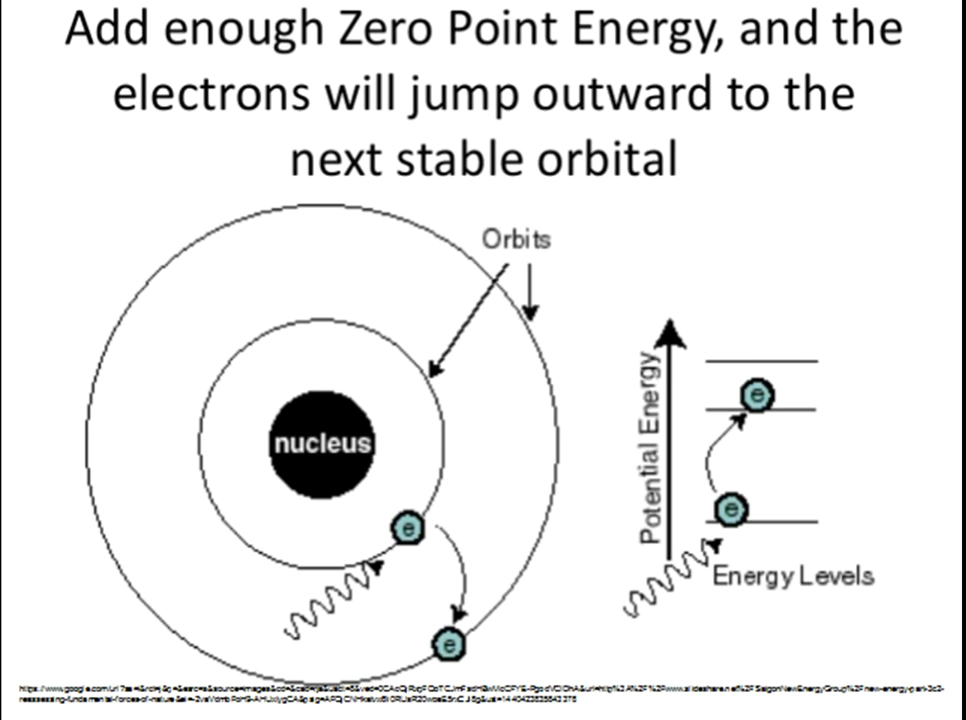 Add enough Zero Point Energy, and the
electrons will jump outward to the
next stable orbital
Orbits
nucleus
e
e
Potential Energy
e
e
Energy Levels